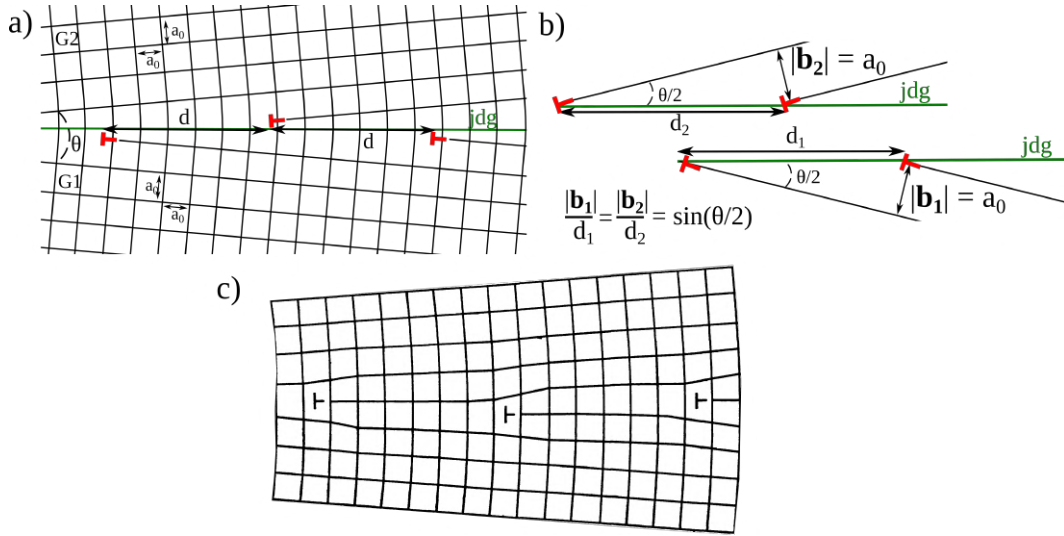 a)
G2
a₀
a₀
d
jdg
θ
d
G1
a₀
a₀
b)
|b₂| = a₀
θ/2
jdg
d₂
d₁
jdg
θ/2
|b₁| = a₀
|b₁|/d₁ = |b₂|/d₂ = sin(θ/2)
c)